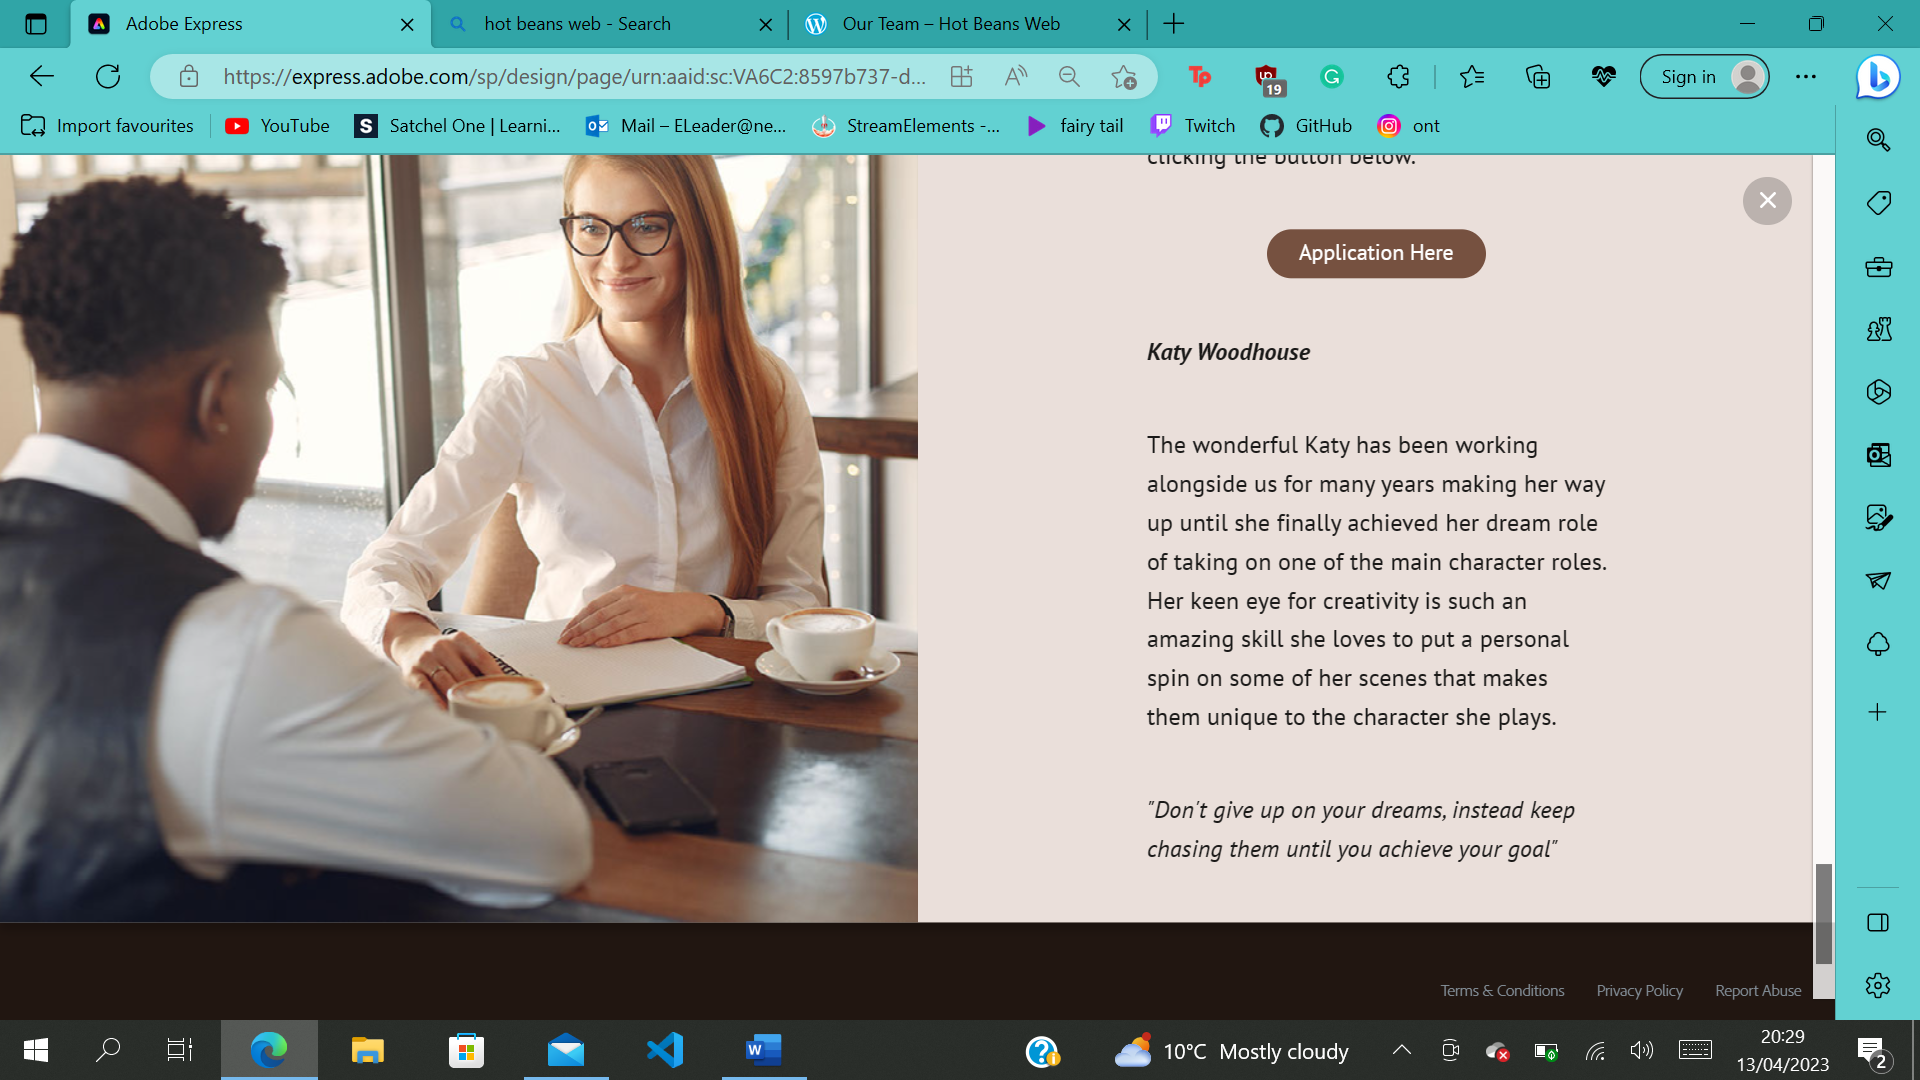 Adobe Express
hot beans web - Search
Our Team – Hot Beans Web
https://express.adobe.com/sp/design/page/urn:aaid:sc:VA6C2:8597b737-d...
19
Sign in
Import favourites
YouTube
Satchel One | Learni...
Mail – ELeader@ne...
StreamElements -...
fairy tail
Twitch
GitHub
ont
clicking the button below.
Application Here
Katy Woodhouse
The wonderful Katy has been working
alongside us for many years making her way
up until she finally achieved her dream role
of taking on one of the main character roles.
Her keen eye for creativity is such an
amazing skill she loves to put a personal
spin on some of her scenes that makes
them unique to the character she plays.
"Don't give up on your dreams, instead keep
chasing them until you achieve your goal"
Terms & Conditions
Privacy Policy
Report Abuse
10°C Mostly cloudy
20:29
13/04/2023
2